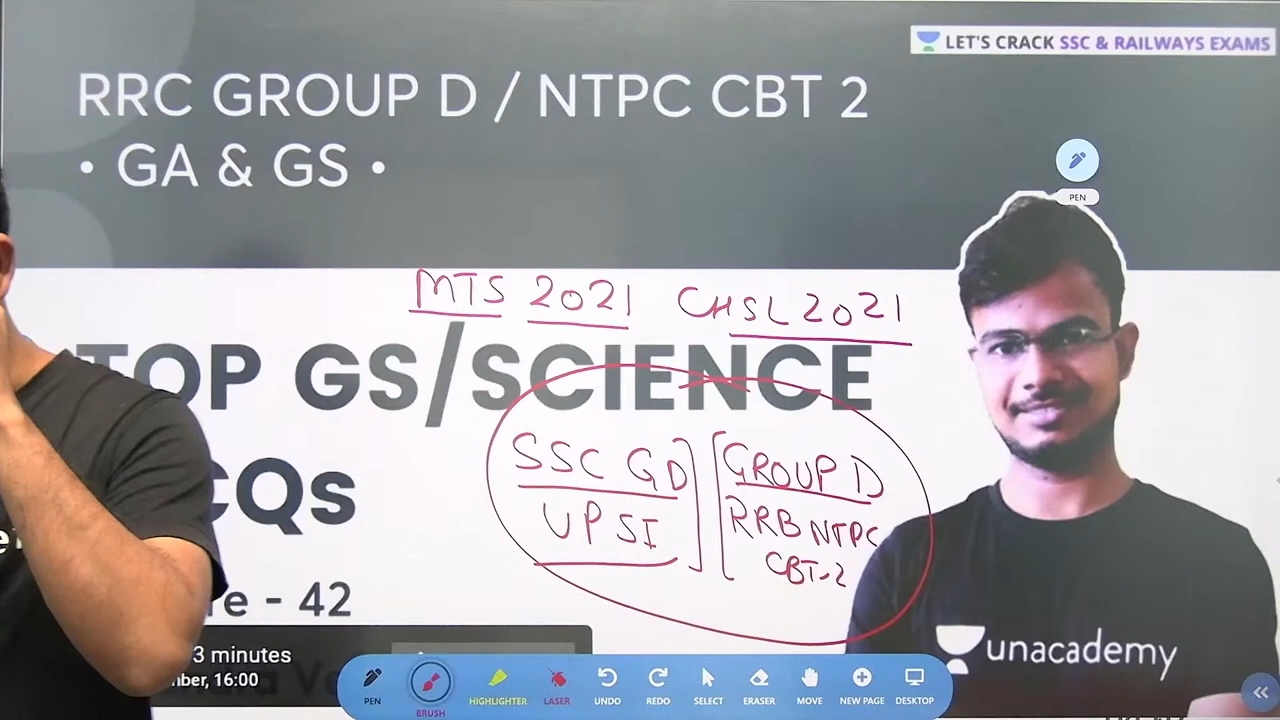 LET'S CRACK SSC & RAILWAYS EXAMS
RRC GROUP D / NTPC CBT 2
• GA & GS •
PEN
MTS 2021 CHSL 2021
TOP GS/SCIENCE
CQs
SSC GD
UPSI
GROUP D
RRB NTPC
CBT-2
re - 42
3 minutes
mber, 16:00
unacademy
PEN
BRUSH
HIGHLIGHTER
LASER
UNDO
REDO
SELECT
ERASER
MOVE
NEW PAGE
DESKTOP